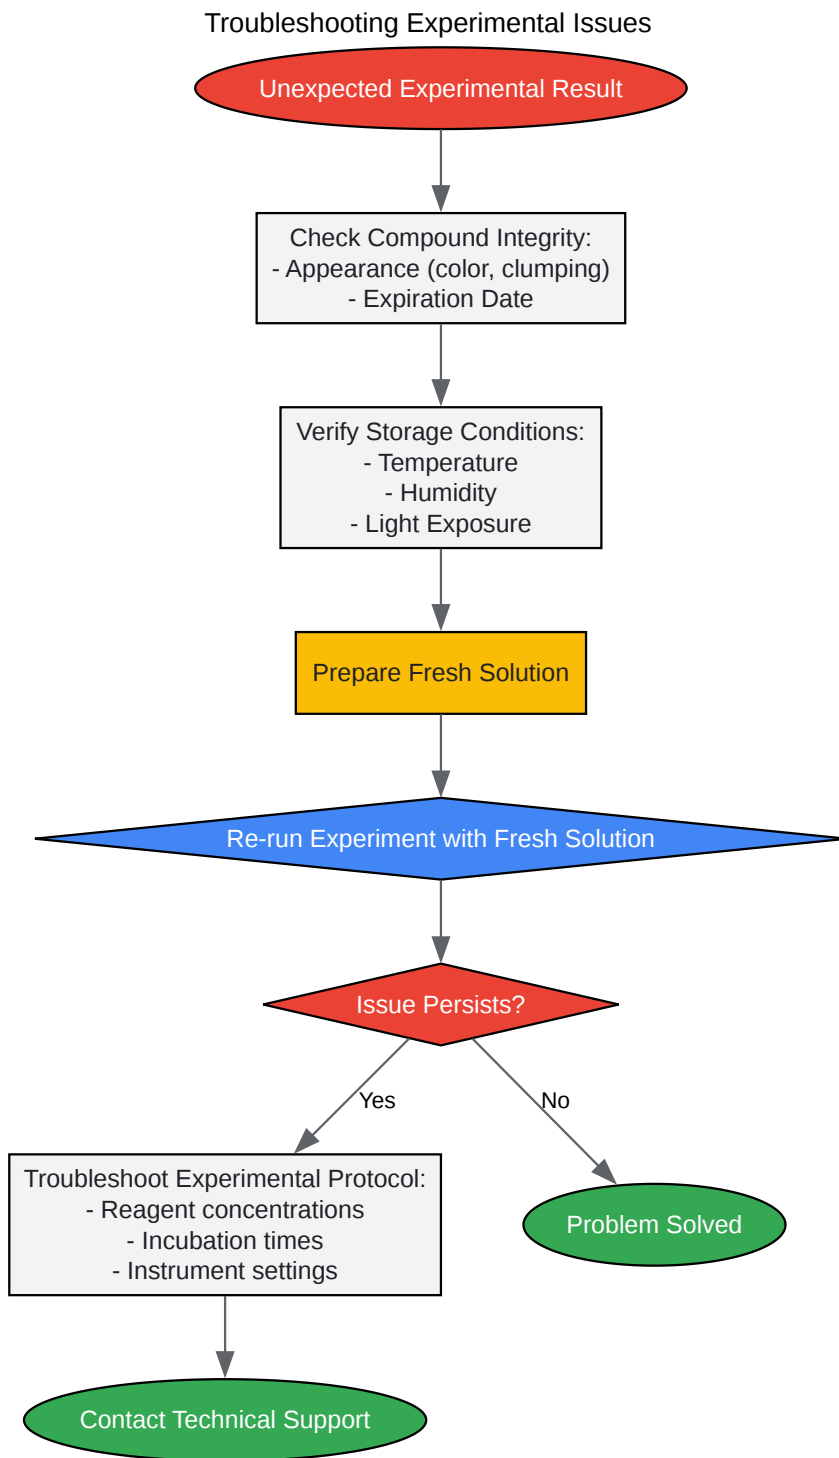 Troubleshooting Experimental Issues
Unexpected Experimental Result
Check Compound Integrity:
- Appearance (color, clumping)
- Expiration Date
Verify Storage Conditions:
- Temperature
- Humidity
- Light Exposure
Prepare Fresh Solution
Re-run Experiment with Fresh Solution
Issue Persists?
Yes
No
Troubleshoot Experimental Protocol:
- Reagent concentrations
- Incubation times
- Instrument settings
Problem Solved
Contact Technical Support